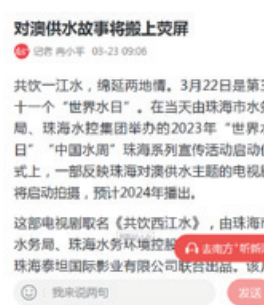 对澳供水故事将搬上荧屏
记者 冉小平 03-23 09:06
共饮一江水，绵延两地情。3月22日是第三
十一个“世界水日”。在当天由珠海市水务
局、珠海水控集团举办的2023年“世界水
日”“中国水周”珠海系列宣传活动启动仪
式上，一部反映珠海对澳供水主题的电视剧
将启动拍摄，预计2024年播出。
这部电视剧取名《共饮西江水》，由珠海市
水务局、珠海水务环境控股
去南方+听新
珠海泰坦国际影业有限公司联合出品。该
我来说两句
发送